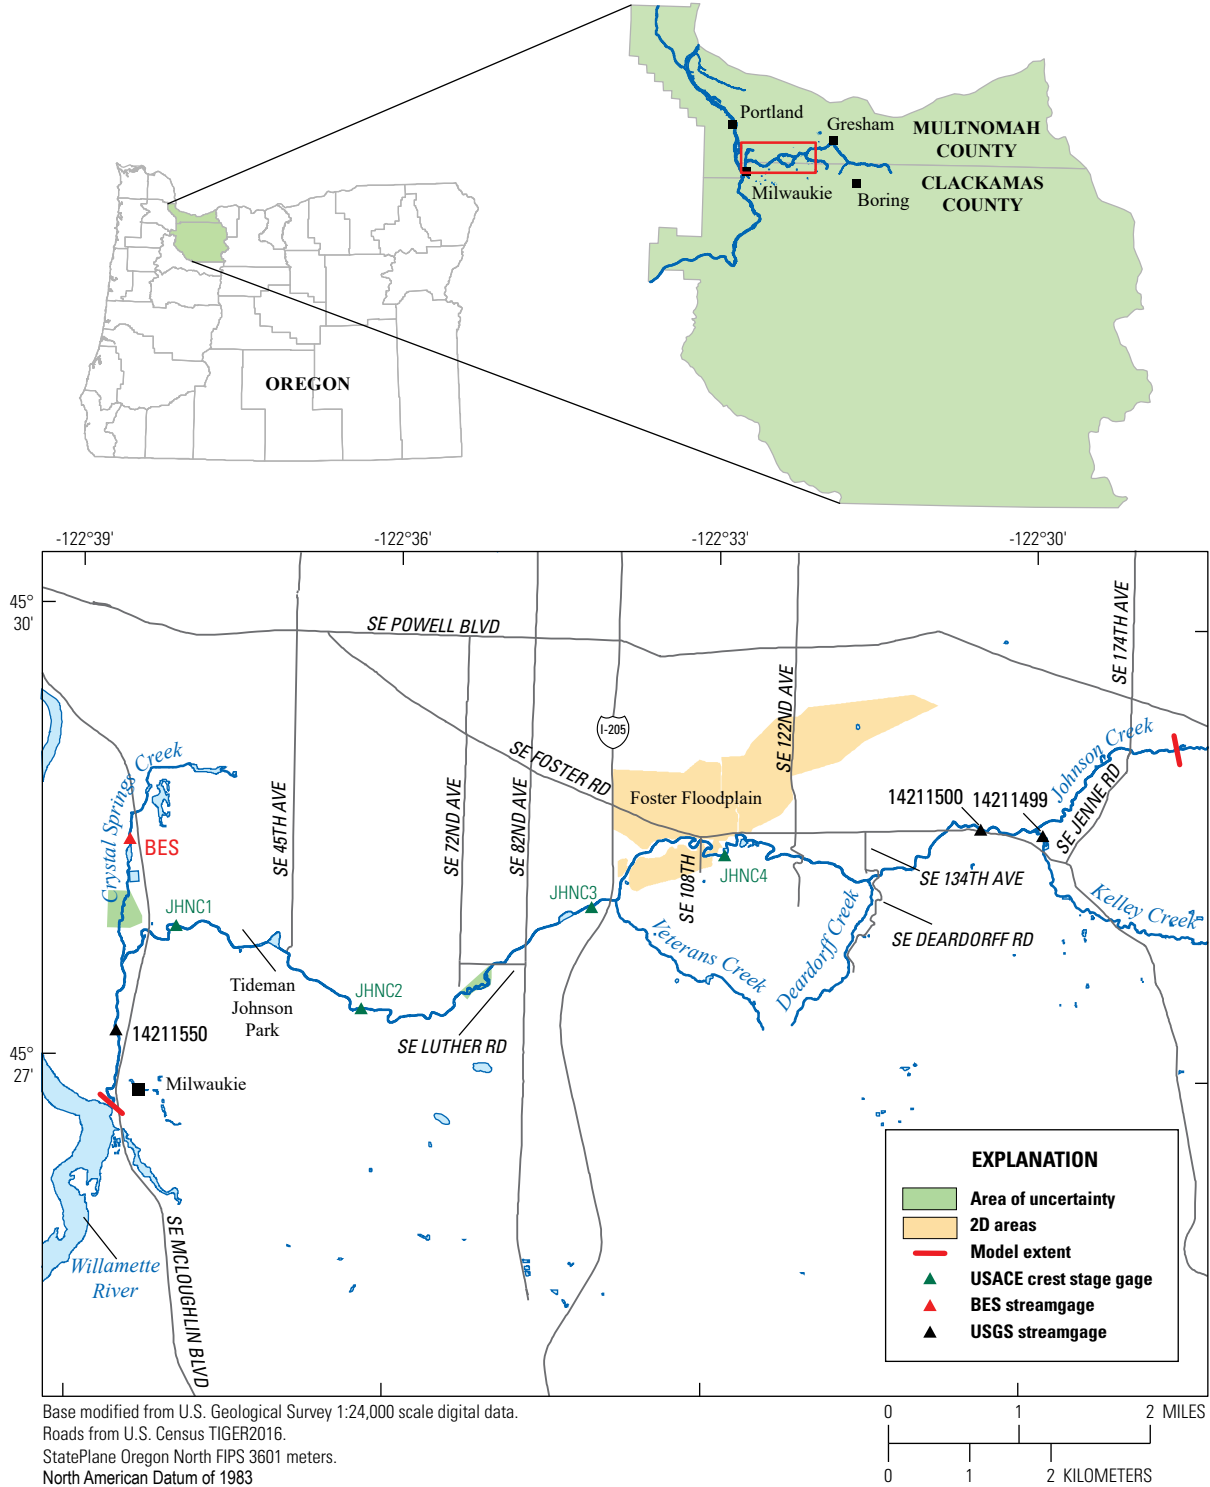 Portland
Gresham
MULTNOMAH
COUNTY
Milwaukie
Boring
CLACKAMAS
COUNTY
OREGON
-122°39'
-122°36'
-122°33'
-122°30'
45°
30'
SE POWELL BLVD
SE 174TH AVE
SE 122ND AVE
I-205
SE FOSTER RD
Crystal Springs Creek
Johnson Creek
SE 45TH AVE
SE 72ND AVE
SE 82ND AVE
Foster Floodplain
14211500
14211499
SE JENNE RD
BES
JHNC4
SE 108TH
SE 134TH AVE
JHNC1
JHNC3
Kelley Creek
Veterans Creek
Deardorff Creek
SE DEARDORFF RD
Tideman
Johnson
Park
JHNC2
14211550
SE LUTHER RD
45°
27'
Milwaukie
Willamette
River
SE MCLOUGHLIN BLVD
EXPLANATION
Area of uncertainty
2D areas
Model extent
USACE crest stage gage
BES streamgage
USGS streamgage
Base modified from U.S. Geological Survey 1:24,000 scale digital data.
Roads from U.S. Census TIGER2016.
StatePlane Oregon North FIPS 3601 meters.
North American Datum of 1983
0 1 2 MILES
0 1 2 KILOMETERS